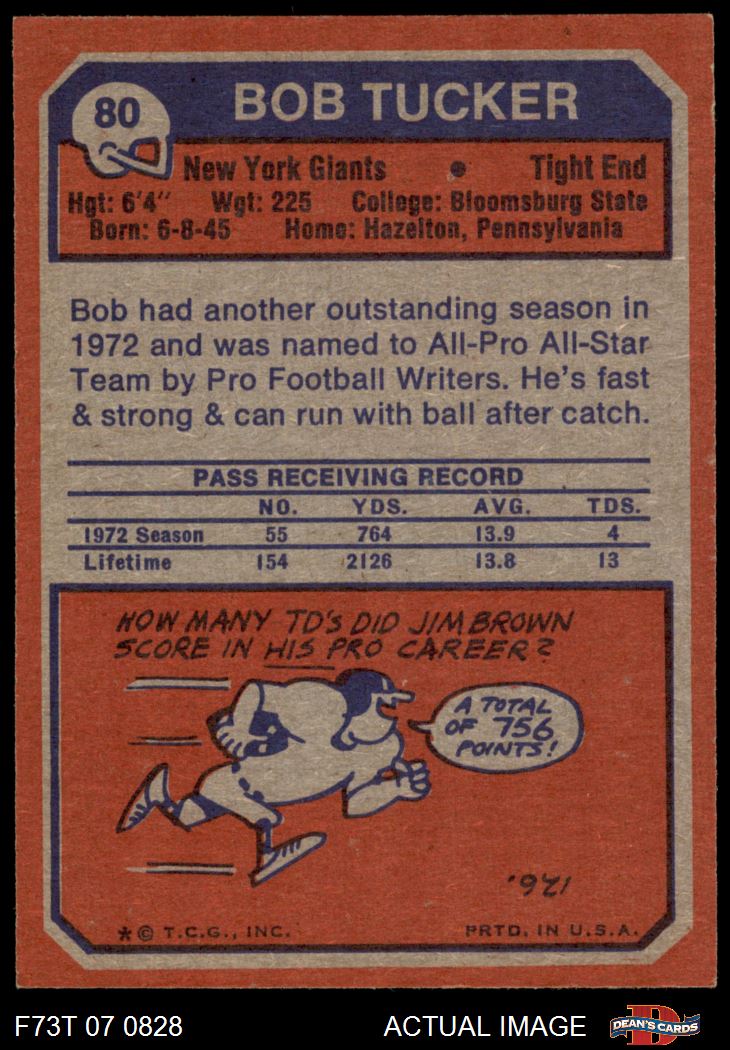 80
BOB TUCKER
New York Giants • Tight End
Hgt: 6'4" Wgt: 225 College: Bloomsburg State
Born: 6-8-45 Home: Hazelton, Pennsylvania
Bob had another outstanding season in
1972 and was named to All-Pro All-Star
Team by Pro Football Writers. He's fast
& strong & can run with ball after catch.
PASS RECEIVING RECORD
NO. YDS. AVG. TDS.
1972 Season 55 764 13.9 4
Lifetime 154 2126 13.8 13
HOW MANY TD'S DID JIM BROWN
SCORE IN HIS PRO CAREER?
A TOTAL
OF 756
POINTS!
126.
* © T.C.G., INC. PRTD. IN U.S.A.
F73T 07 0828 ACTUAL IMAGE
D
DEAN'S CARDS